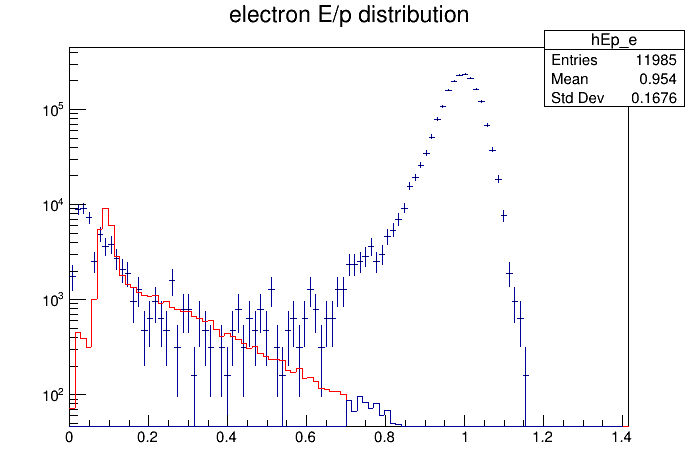 electron E/p distribution
hEp_e
Entries 11985
Mean 0.954
Std Dev 0.1676
10^5
10^4
10^3
10^2
0 0.2 0.4 0.6 0.8 1 1.2 1.4